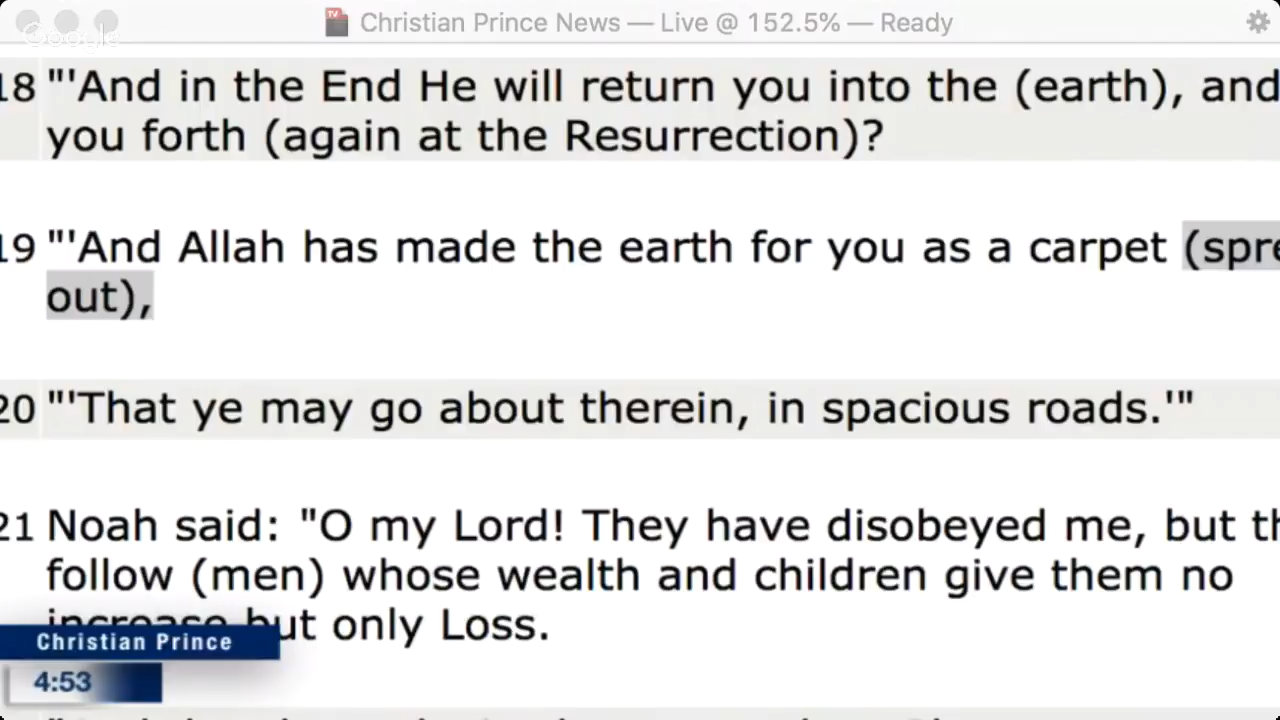 Christian Prince News — Live @ 152.5% — Ready
Google
18 "'And in the End He will return you into the (earth), and
you forth (again at the Resurrection)?
19 "'And Allah has made the earth for you as a carpet (spre
out),
20 "'That ye may go about therein, in spacious roads.'"
21 Noah said: "O my Lord! They have disobeyed me, but th
follow (men) whose wealth and children give them no
increase but only Loss.
Christian Prince
4:53